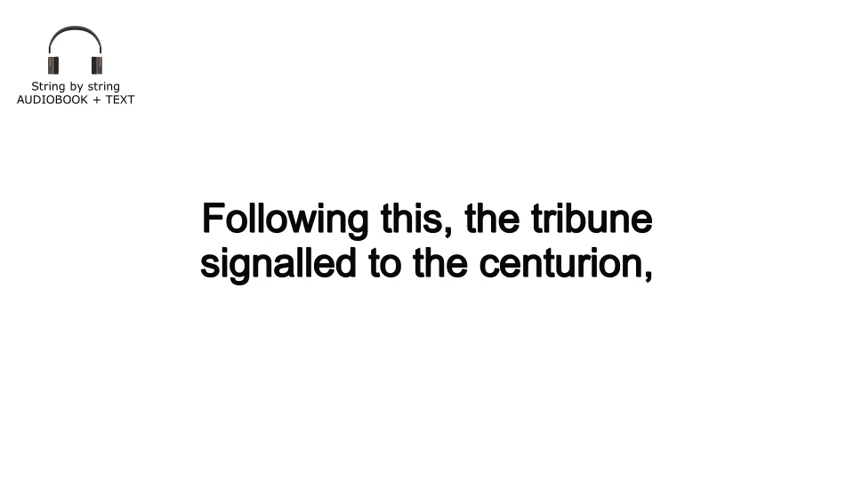 String by string
AUDIOBOOK + TEXT
Following this, the tribune
signalled to the centurion,